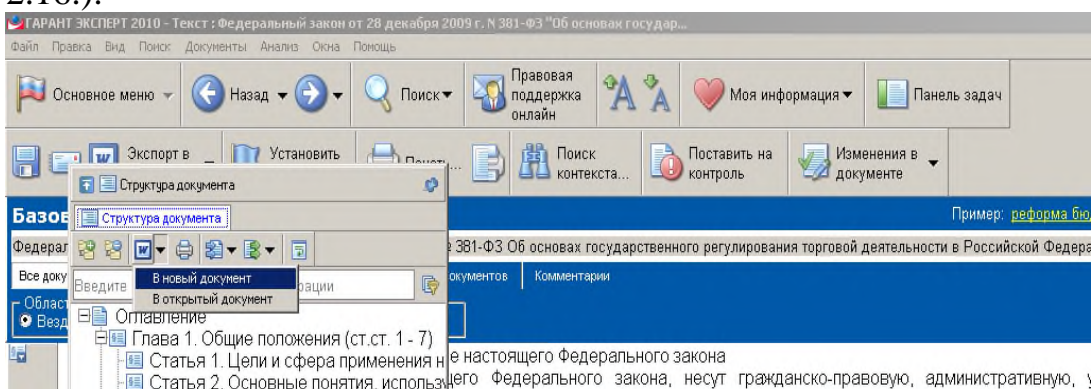 2.16.).
ГАРАНТ ЭКСПЕРТ 2010 - Текст : Федеральный закон от 28 декабря 2009 г. N 381-ФЗ "Об основах государ...
Файл Правка Вид Поиск Документы Анализ Окна Помощь
Основное меню Назад Поиск Правовая поддержка онлайн Моя информация Панель задач
Экспорт в Установить Поиск контекста... Поставить на контроль Изменения в документе
Структура документа
Базов
Структура документа
Пример: реформа бю
Федерал
381-ФЗ Об основах государственного регулирования торговой деятельности в Российской Федера
Все доку
В новый документ
окументов Комментарии
Введите
рации
В открытый документ
Област
Везд
Оглавление
Глава 1. Общие положения (ст.ст. 1 - 7)
Статья 1. Цели и сфера применения н
е настоящего Федерального закона
Статья 2. Основные понятия, использу
щего Федерального закона, несут гражданско-правовую, административную,